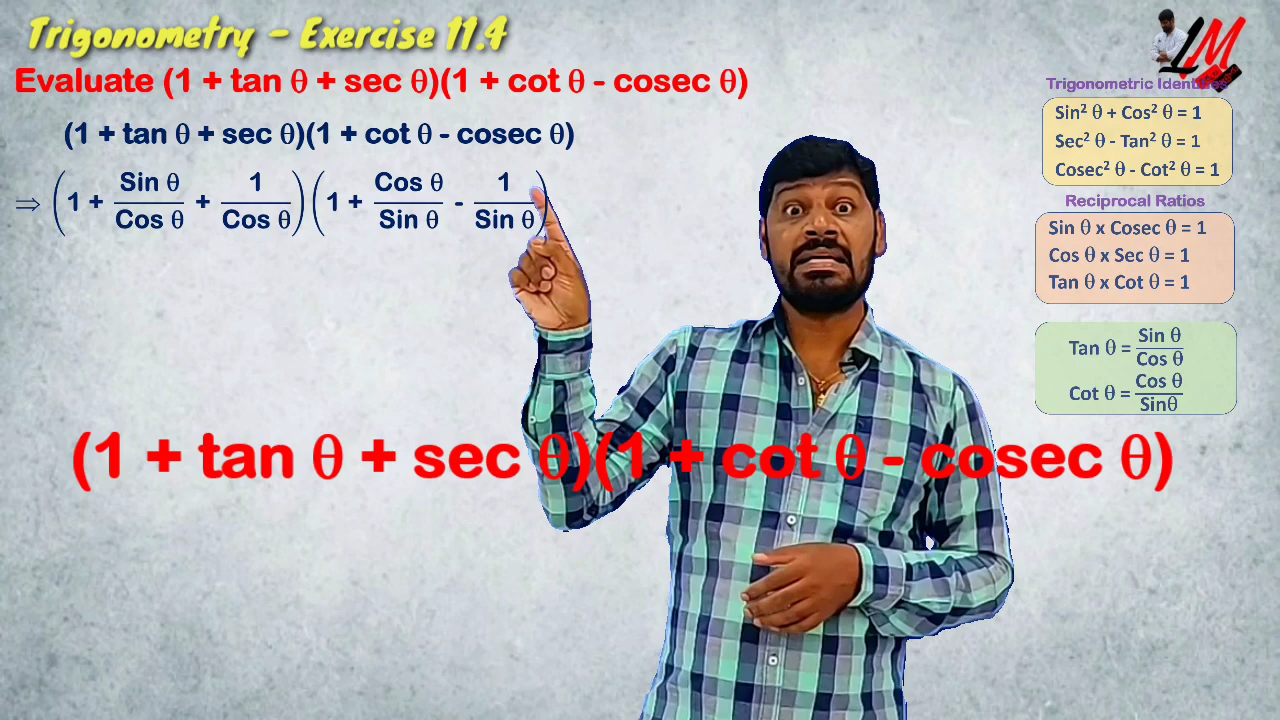 Trigonometry - Exercise 11.4
Evaluate (1 + tan θ + sec θ)(1 + cot θ - cosec θ)
(1 + tan θ + sec θ)(1 + cot θ - cosec θ)
⇒ (1 + Sin θ/Cos θ + 1/Cos θ)(1 + Cos θ/Sin θ - 1/Sin θ)
(1 + tan θ + sec θ)(1 + cot θ - cosec θ)
LM
Trigonometric Identities
Sin² θ + Cos² θ = 1
Sec² θ - Tan² θ = 1
Cosec² θ - Cot² θ = 1
Reciprocal Ratios
Sin θ x Cosec θ = 1
Cos θ x Sec θ = 1
Tan θ x Cot θ = 1
Tan θ = Sin θ/Cos θ
Cot θ = Cos θ/Sinθ